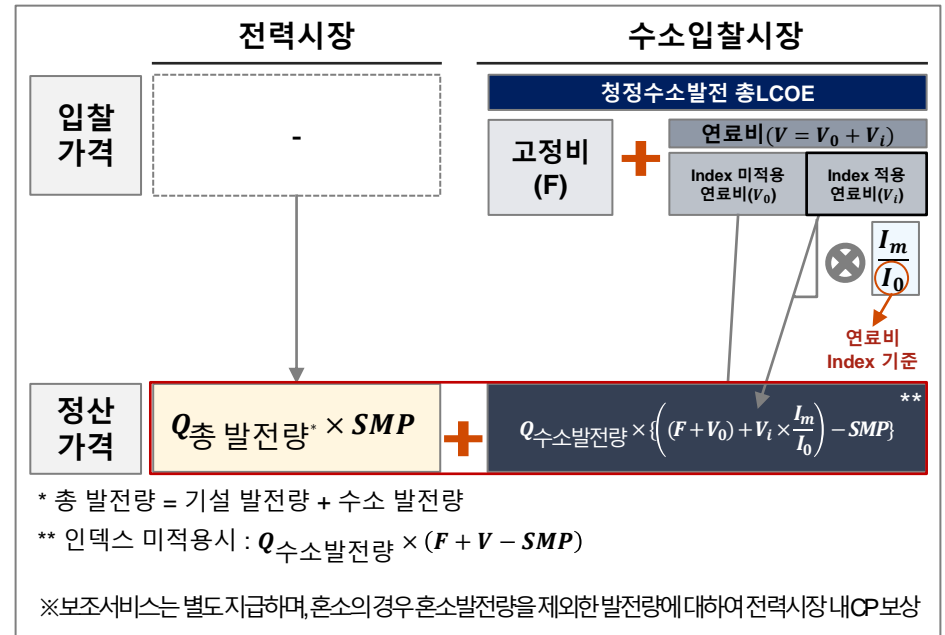 전력시장 수소입찰시장
입찰
가격
-
청정수소발전 총LCOE
고정비
(F)
+
연료비(V = V₀ + Vᵢ)
Index 미적용
연료비(V₀)
Index 적용
연료비(Vᵢ)
⊗
Iₘ
I₀
연료비
Index 기준
정산
가격
Q총 발전량* × SMP
+
Q수소발전량 × {((F + V₀) + Vᵢ × Iₘ/I₀) − SMP} **
* 총 발전량 = 기설 발전량 + 수소 발전량
** 인덱스 미적용시 : Q수소발전량 × (F + V − SMP)
※보조서비스는 별도 지급하며, 혼소의 경우 혼소발전량을 제외한 발전량에 대하여 전력시장 내 CP 보상